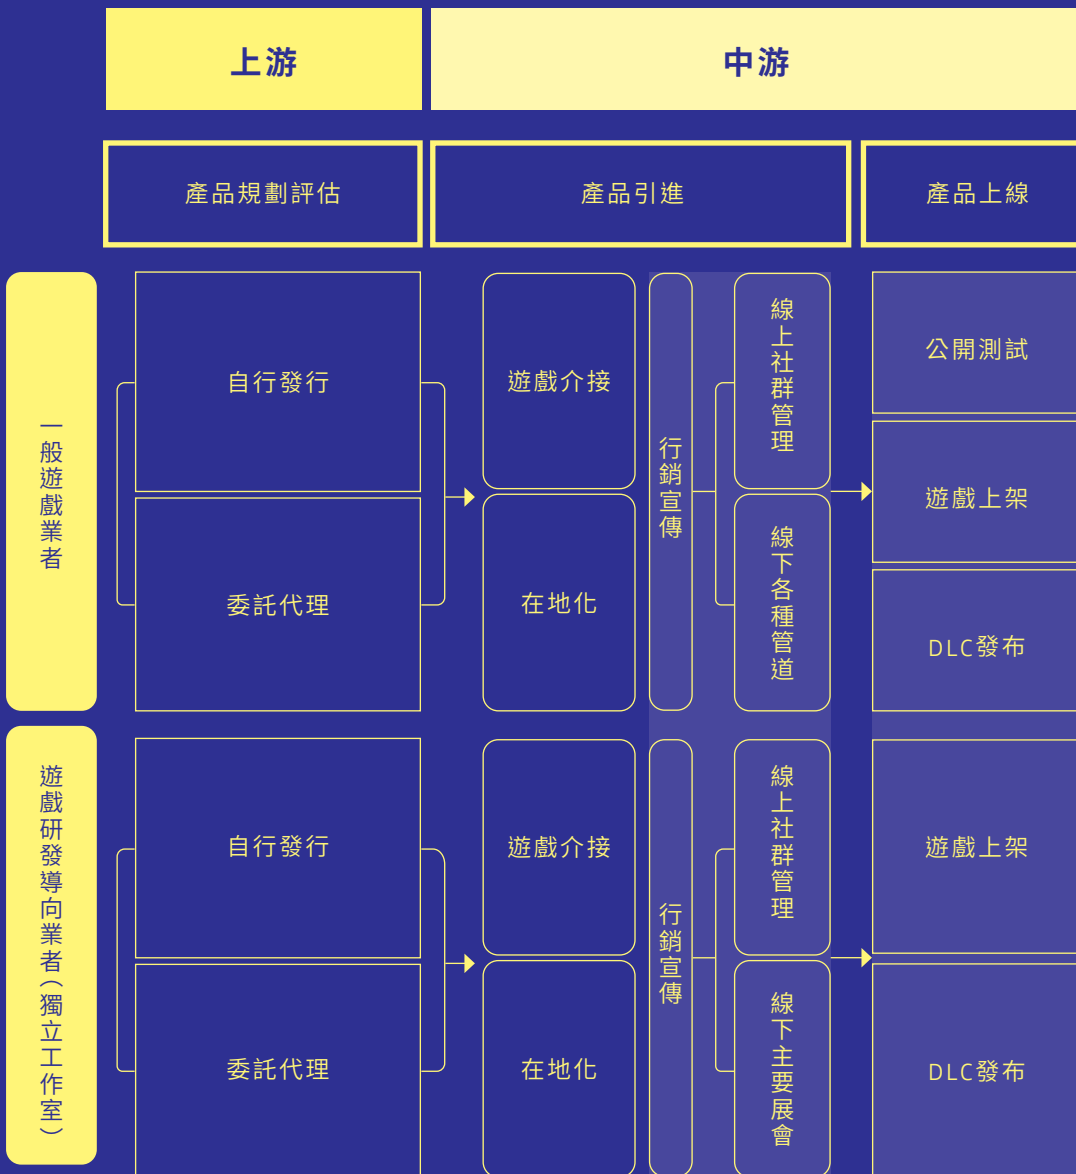 上游
中游
產品規劃評估
產品引進
產品上線
一般遊戲業者
自行發行
委託代理
遊戲介接
在地化
行銷宣傳
線上社群管理
線下各種管道
公開測試
遊戲上架
DLC發布
遊戲研發導向業者(獨立工作室)
自行發行
委託代理
遊戲介接
在地化
行銷宣傳
線上社群管理
線下主要展會
遊戲上架
DLC發布